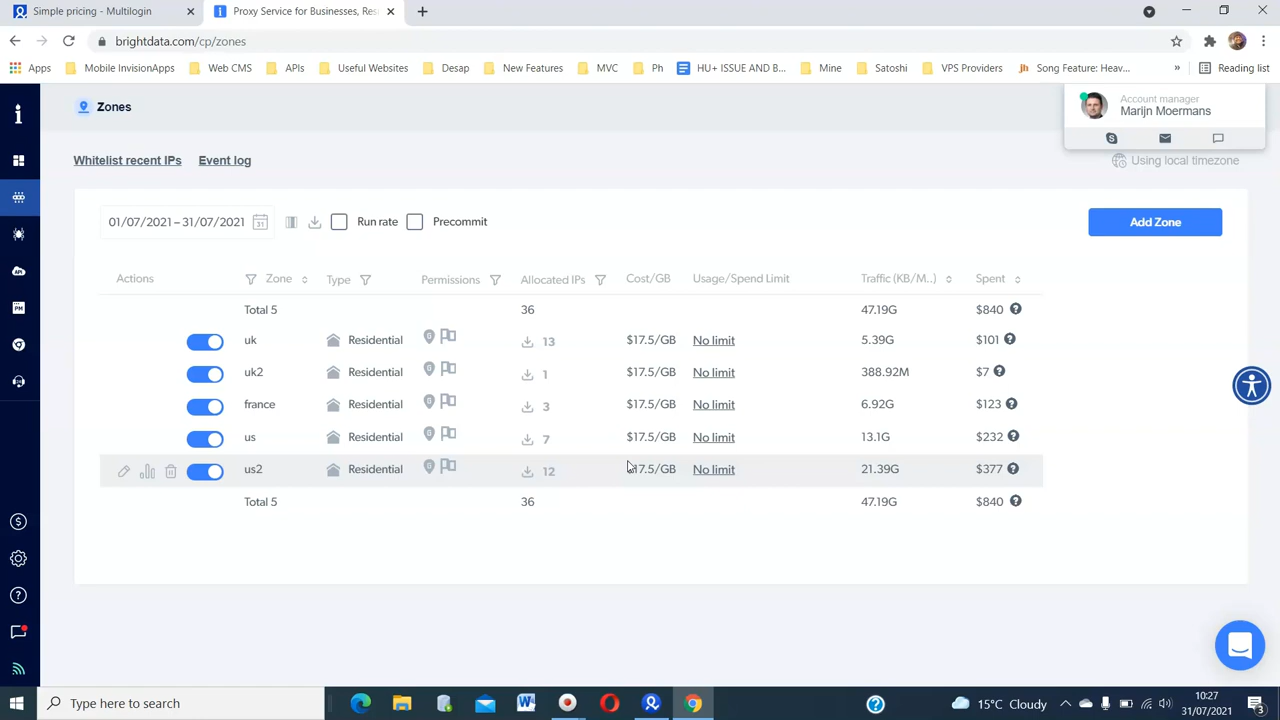 Simple pricing - Multilogin
Proxy Service for Businesses, Res
brightdata.com/cp/zones
Apps Mobile InvisionApps Web CMS APIs Useful Websites Desap New Features MVC Ph HU+ ISSUE AND B... Mine Satoshi VPS Providers jh Song Feature: Heav... » Reading list
Zones
Account manager
Marijn Moermans
Whitelist recent IPs Event log
Using local timezone
01/07/2021 – 31/07/2021 31 Run rate Precommit Add Zone
Actions Zone Type Permissions Allocated IPs Cost/GB Usage/Spend Limit Traffic (KB/M..) Spent
Total 5 36 47.19G $840
uk Residential 13 $17.5/GB No limit 5.39G $101
uk2 Residential 1 $17.5/GB No limit 388.92M $7
france Residential 3 $17.5/GB No limit 6.92G $123
us Residential 7 $17.5/GB No limit 13.1G $232
us2 Residential 12 $17.5/GB No limit 21.39G $377
Total 5 36 47.19G $840
Type here to search
15°C Cloudy
10:27
31/07/2021
3